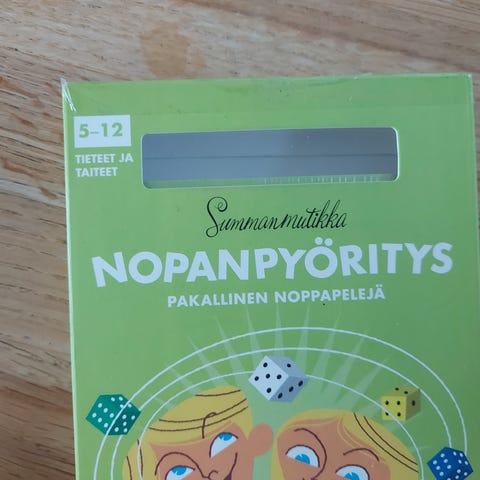 5–12
TIETEET JA
TAITEET
Summanmutikka
NOPANPYÖRITYS
PAKALLINEN NOPPAPELEJÄ